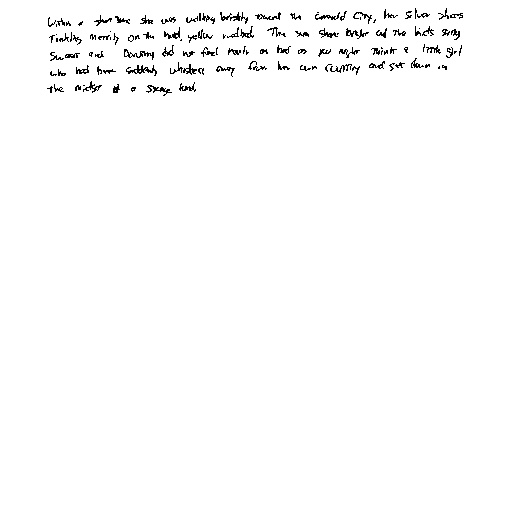 Within a short time she was walking briskly toward the Emerald City, her Silver Shoes
Tinkling merrily on the hard, yellow roadbed. The sun shone bright and the birds sang
sweet and Dorothy did not feel nearly as bad as you might think a little girl
who had been suddenly whisked away from her own country and set down in
the midst of a strange land.